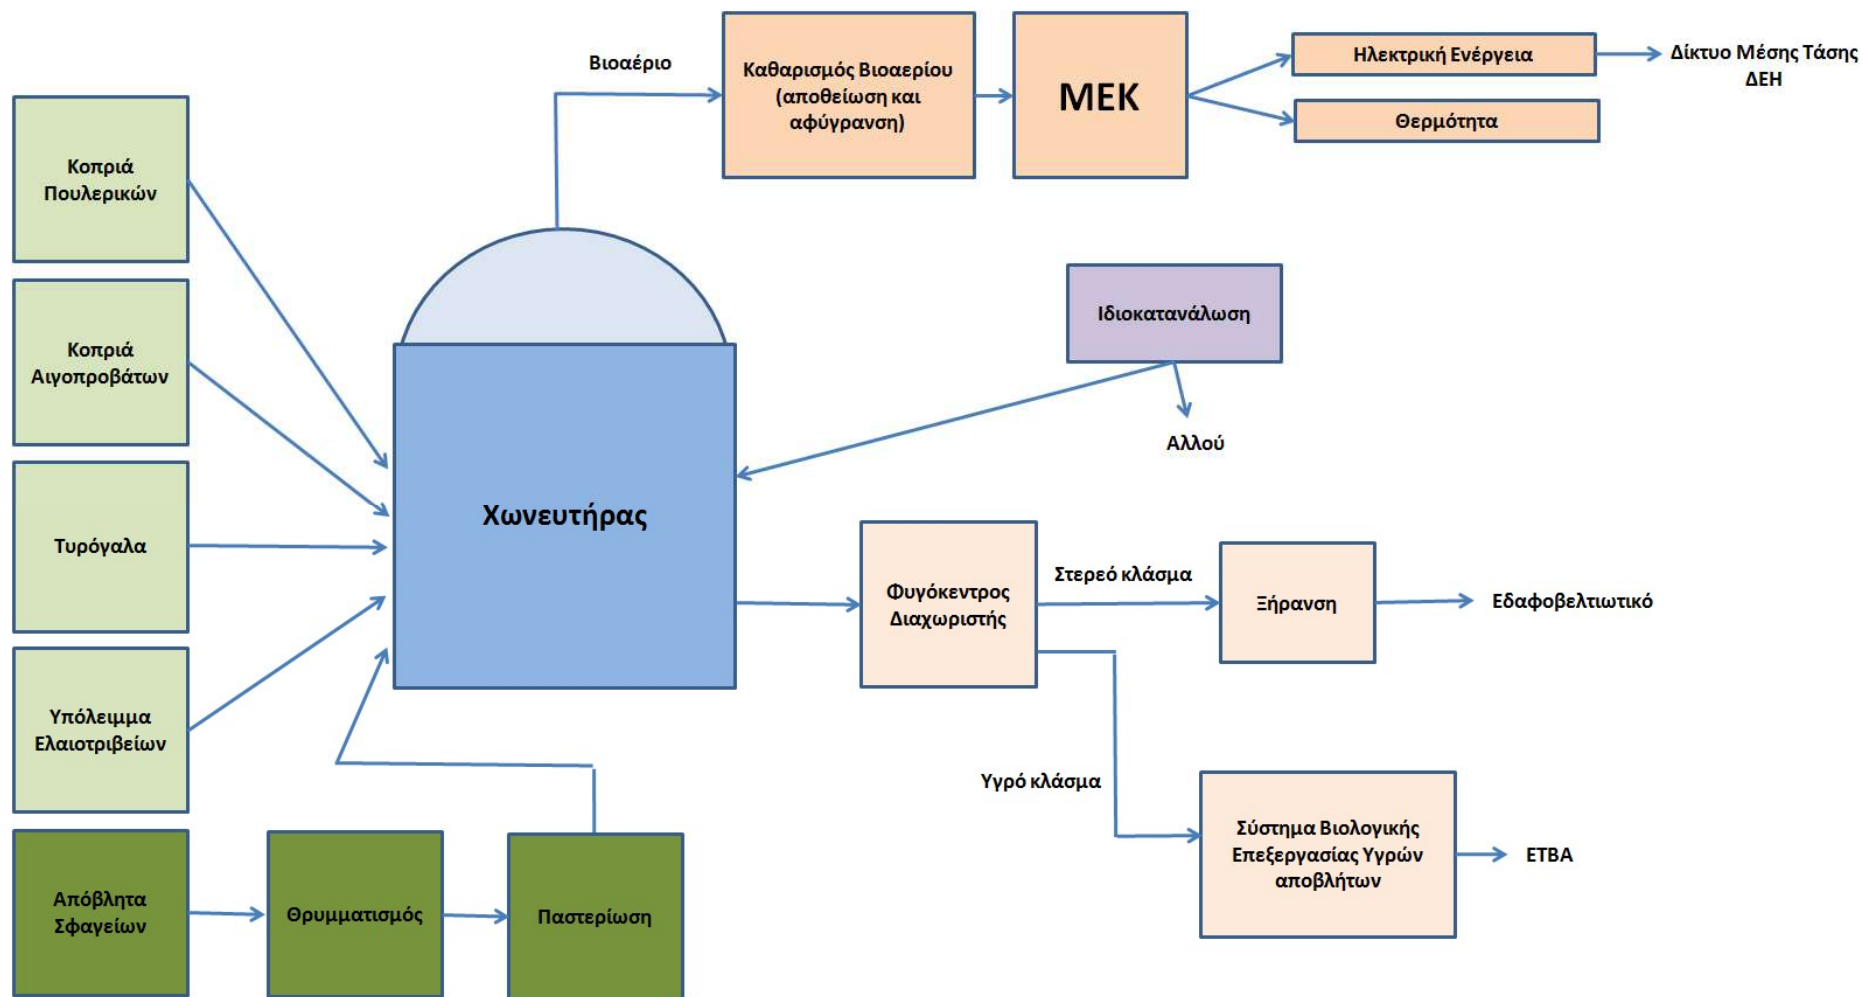 Βιοαέριο
Καθαρισμός Βιοαερίου
(αποθείωση και
αφύγρανση)
ΜΕΚ
Ηλεκτρική Ενέργεια
Δίκτυο Μέσης Τάσης
ΔΕΗ
Θερμότητα
Κοπριά
Πουλερικών
Κοπριά
Αιγοπροβάτων
Τυρόγαλα
Υπόλειμμα
Ελαιοτριβείων
Απόβλητα
Σφαγείων
Θρυμματισμός
Παστερίωση
Χωνευτήρας
Ιδιοκατανάλωση
Αλλού
Φυγόκεντρος
Διαχωριστής
Στερεό κλάσμα
Ξήρανση
Εδαφοβελτιωτικό
Υγρό κλάσμα
Σύστημα Βιολογικής
Επεξεργασίας Υγρών
αποβλήτων
ΕΤΒΑ